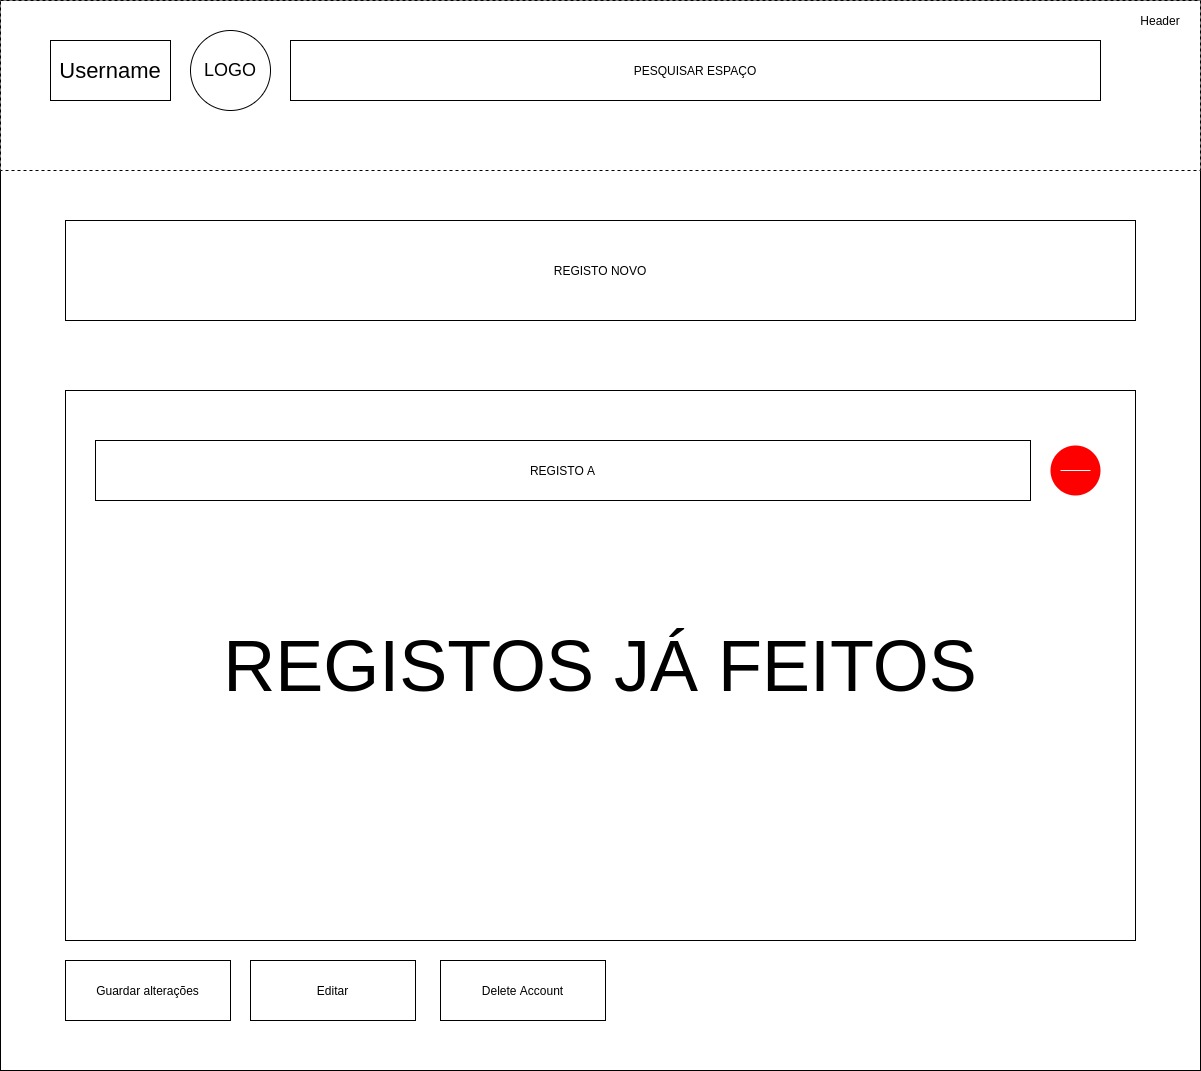 Header
Username
LOGO
PESQUISAR ESPAÇO
REGISTO NOVO
REGISTO A
REGISTOS JÁ FEITOS
Guardar alterações
Editar
Delete Account